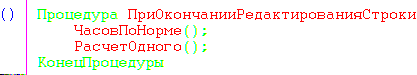 () Процедура ПриОкончанииРедактированияСтроки
ЧасовПоНорме();
РасчетОдного();
КонецПроцедуры